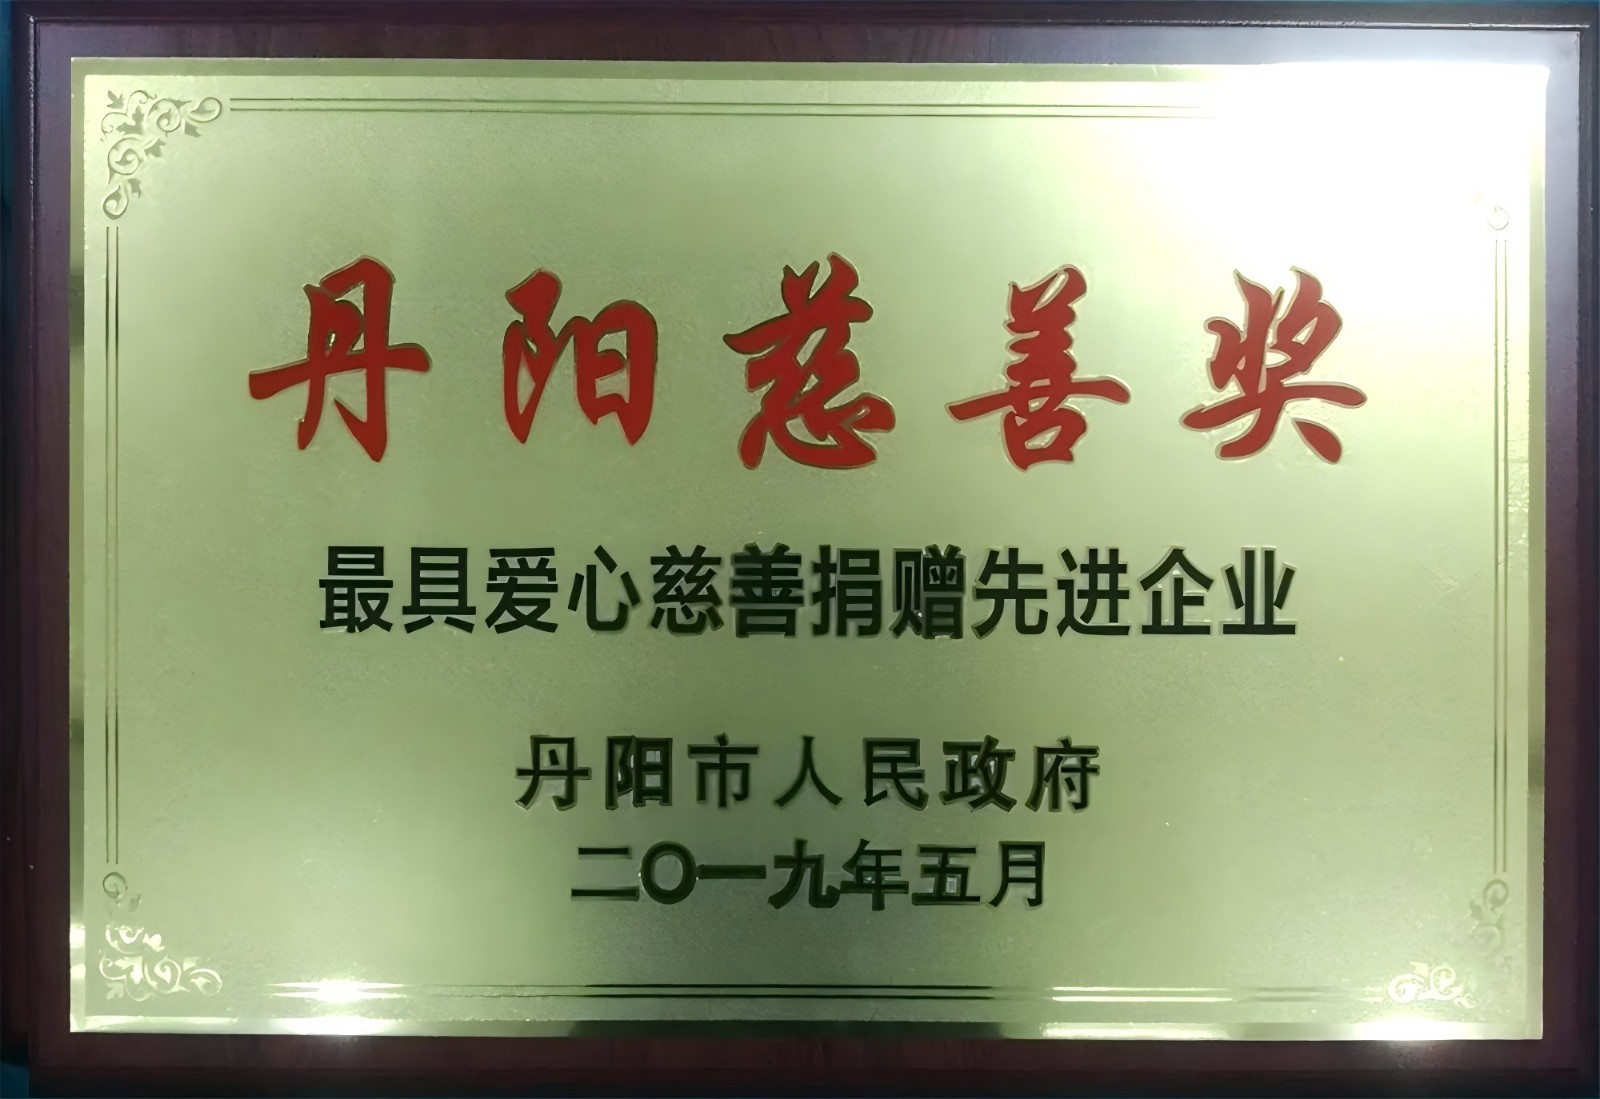 丹阳慈善奖
最具爱心慈善捐赠先进企业
丹阳市人民政府
二〇一九年五月